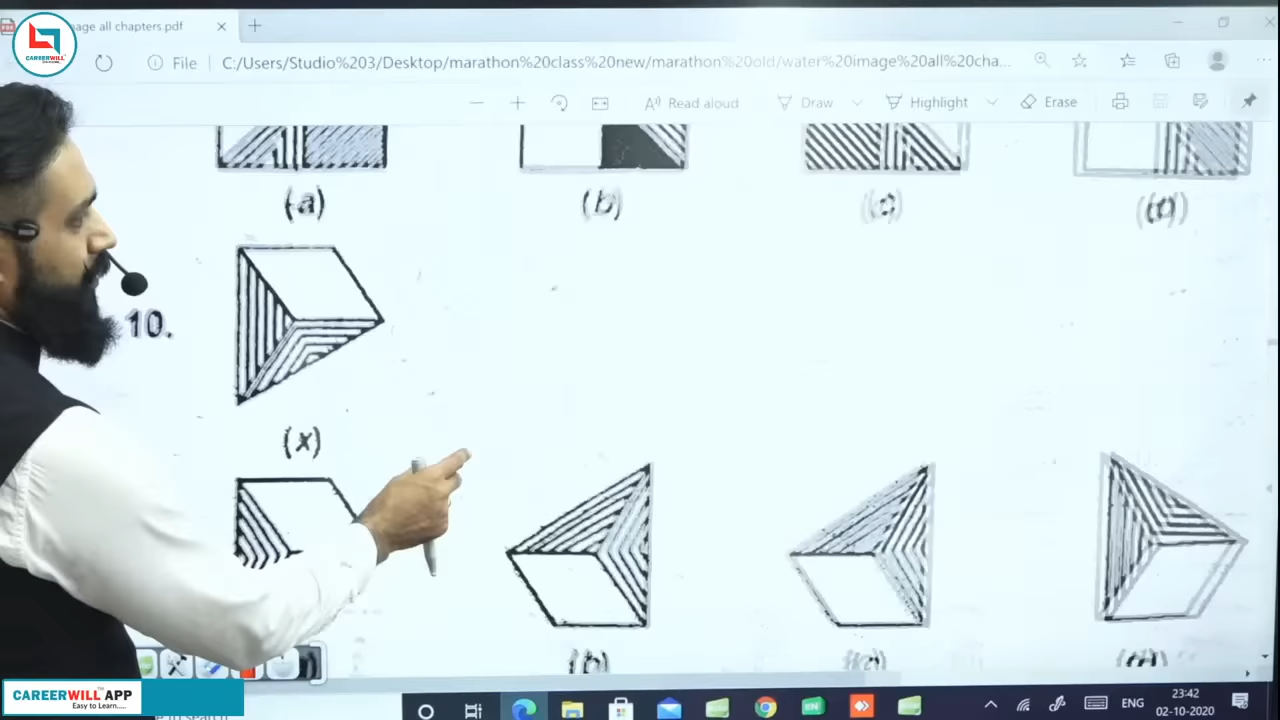 age all chapters.pdf
CAREERWILL
File
C:/Users/Studio%203/Desktop/marathon%20class%20new/marathon%20old/water%20image%20all%20cha...
Read aloud
Draw
Highlight
Erase
(a)
(b)
(c)
(d)
10.
(x)
(b)
(c)
(d)
CAREERWILL APP
Easy to Learn.....
ENG
23:42
02-10-2020